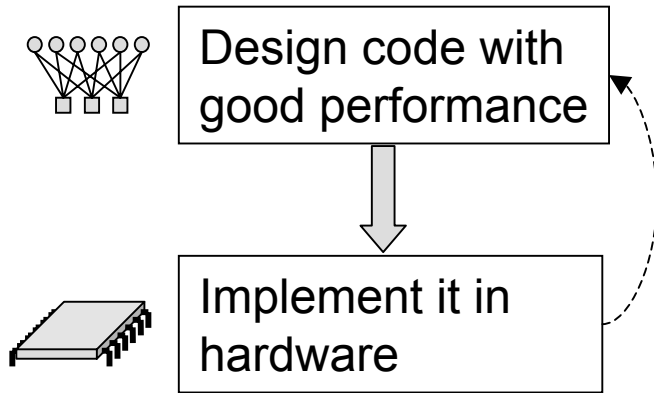 Design code with
good performance
Implement it in
hardware